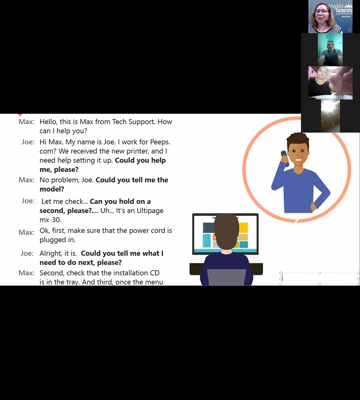 Max: Hello, this is Max from Tech Support. How
can I help you?
Joe: Hi Max. My name is Joe. I work for Peeps.
com? We received the new printer, and I
need help setting it up. Could you help
me, please?
Max: No problem, Joe. Could you tell me the
model?
Joe: Let me check... Can you hold on a
second, please?... Uh... It's an Ultipage
mx-30.
Max: Ok, first, make sure that the power cord is
plugged in.
Joe: Alright, it is. Could you tell me what I
need to do next, please?
Max: Second, check that the installation CD
is in the tray. And third, once the menu